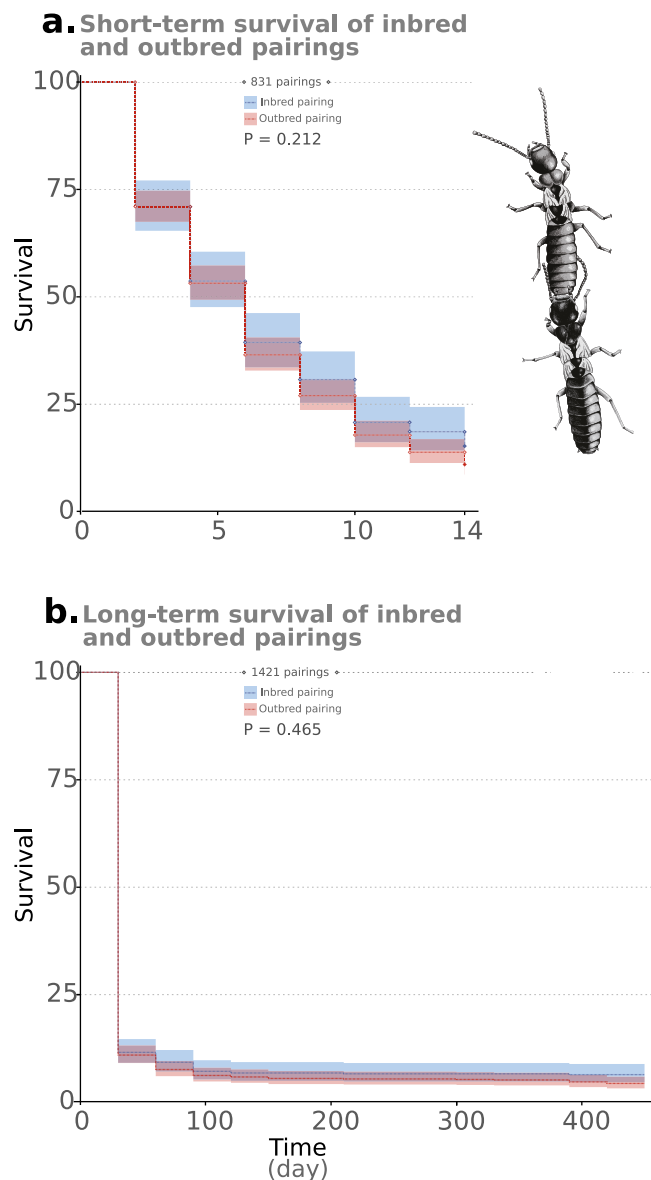 a. Short-term survival of inbred
and outbred pairings
100
831 pairings
Inbred pairing
Outbred pairing
P = 0.212
75
50
25
0
Survival
0 5 10 14
b. Long-term survival of inbred
and outbred pairings
100
1421 pairings
Inbred pairing
Outbred pairing
P = 0.465
75
50
25
0
Survival
0 100 200 300 400
Time
(day)